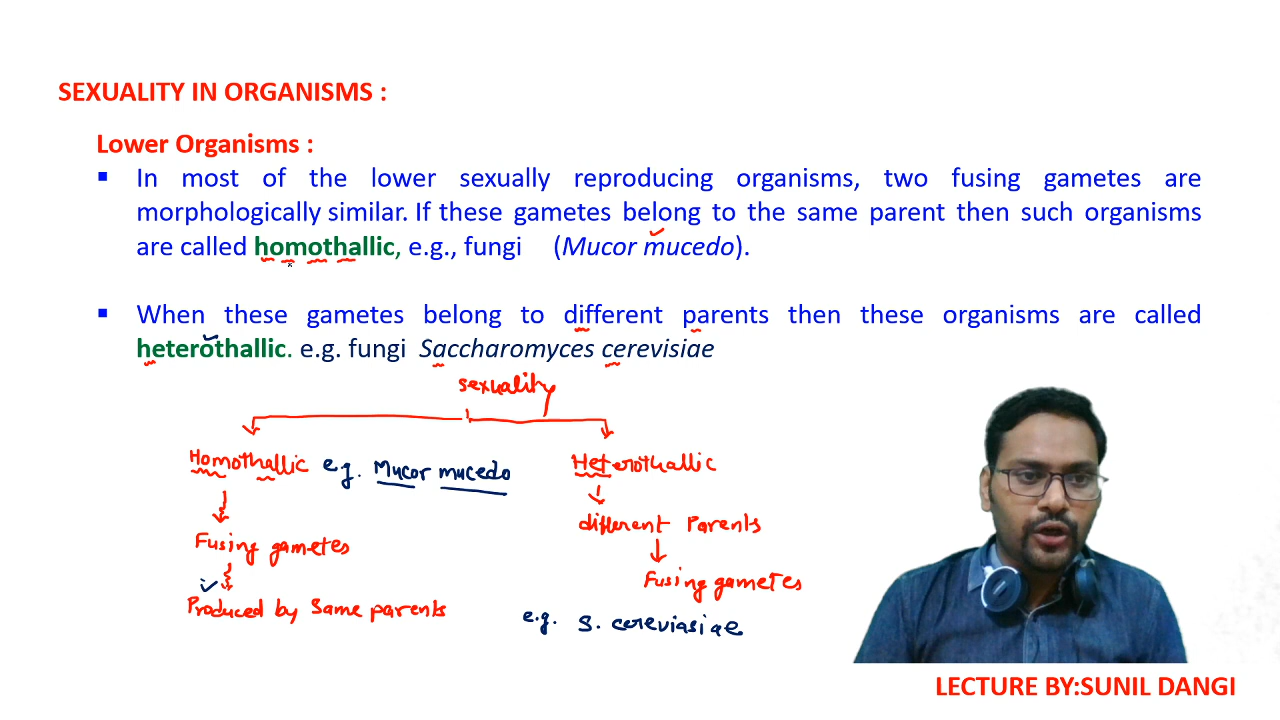 SEXUALITY IN ORGANISMS :
Lower Organisms :
▪ In most of the lower sexually reproducing organisms, two fusing gametes are
morphologically similar. If these gametes belong to the same parent then such organisms
are called homothallic, e.g., fungi (Mucor mucedo).
▪ When these gametes belong to different parents then these organisms are called
heterothallic. e.g. fungi Saccharomyces cerevisiae
sexuality
Homothallic e.g. Mucor mucedo
Heterothallic
different Parents
Fusing gametes
Fusing gametes
Produced by Same parents
e.g. S. cereviasiae
LECTURE BY:SUNIL DANGI